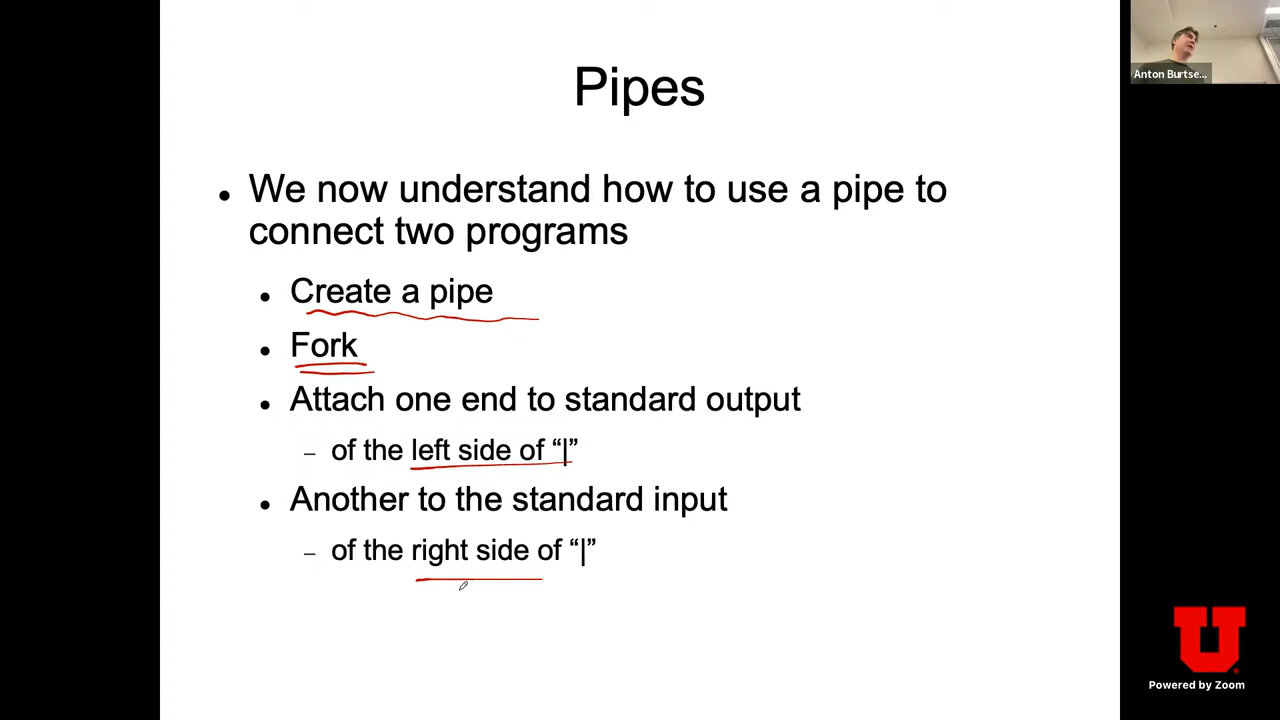 Pipes
● We now understand how to use a pipe to
connect two programs
● Create a pipe
● Fork
● Attach one end to standard output
– of the left side of “|”
● Another to the standard input
– of the right side of “|”
Anton Burtse...
U
Powered by Zoom